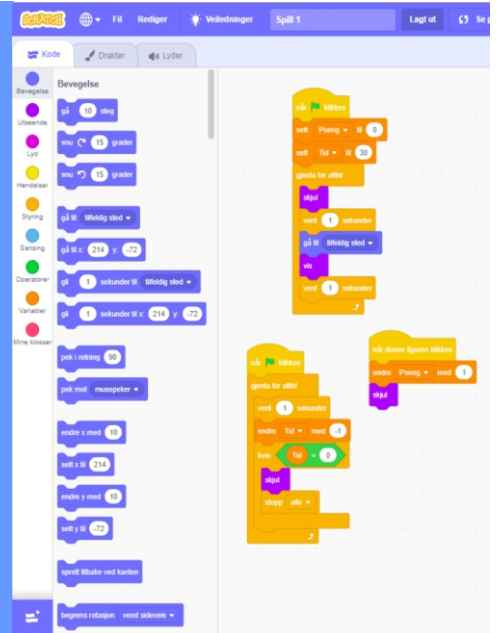 SCRATCH Fil Rediger Veiledninger Spill 1 Lagt ut Se
Kode Drakter Lyder
Bevegelse
Utseende
Lyd
Hendelser
Styring
Sansing
Operatorer
Variabler
Mine klosser
Bevegelse
gå 10 steg
snu 15 grader
snu 15 grader
gå til tilfeldig sted
gå til x: 214 y: -72
gli 1 sekunder til tilfeldig sted
gli 1 sekunder til x: 214 y: -72
pek i retning 90
pek mot musepeker
endre x med 10
sett x til 214
endre y med 10
sett y til -72
sprett tilbake ved kanten
begrens rotasjon vend sideveis
når klikkes
sett Poeng til 0
sett Tid til 30
gjenta for alltid
skjul
vent 1 sekunder
gå til tilfeldig sted
vis
vent 1 sekunder
når klikkes
gjenta for alltid
vent 1 sekunder
endre Tid med -1
hvis Tid = 0
skjul
stopp alle
når denne figuren klikkes
endre Poeng med 1
skjul